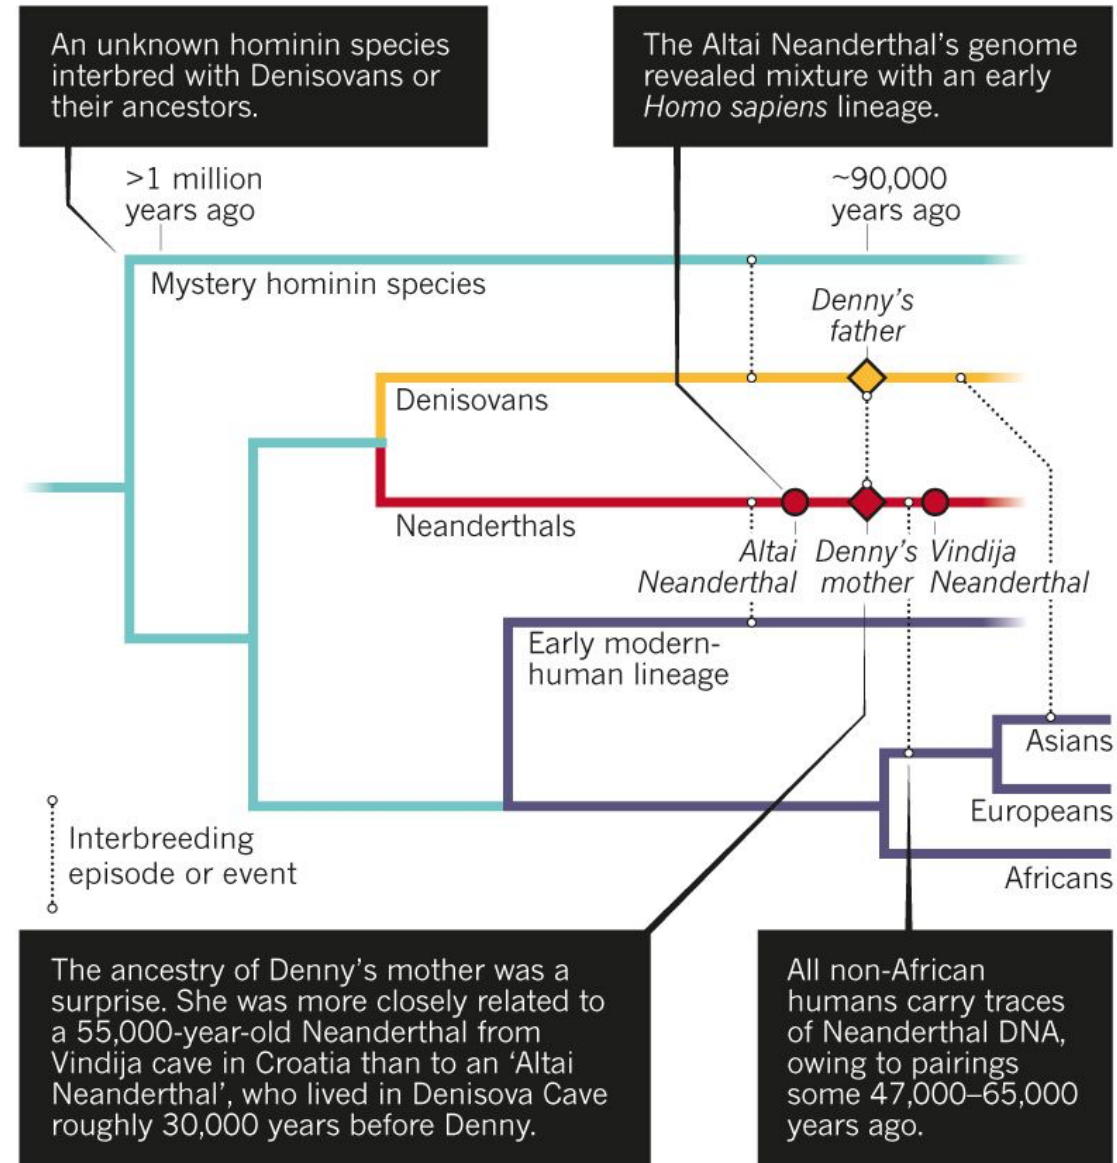 An unknown hominin species
interbred with Denisovans or
their ancestors.
The Altai Neanderthal’s genome
revealed mixture with an early
Homo sapiens lineage.
>1 million
years ago
~90,000
years ago
Mystery hominin species
Denny’s
father
Denisovans
Neanderthals
Altai
Neanderthal
Denny’s
mother
Vindija
Neanderthal
Early modern-
human lineage
Asians
Europeans
Africans
Interbreeding
episode or event
The ancestry of Denny’s mother was a
surprise. She was more closely related to
a 55,000-year-old Neanderthal from
Vindija cave in Croatia than to an ‘Altai
Neanderthal’, who lived in Denisova Cave
roughly 30,000 years before Denny.
All non-African
humans carry traces
of Neanderthal DNA,
owing to pairings
some 47,000–65,000
years ago.